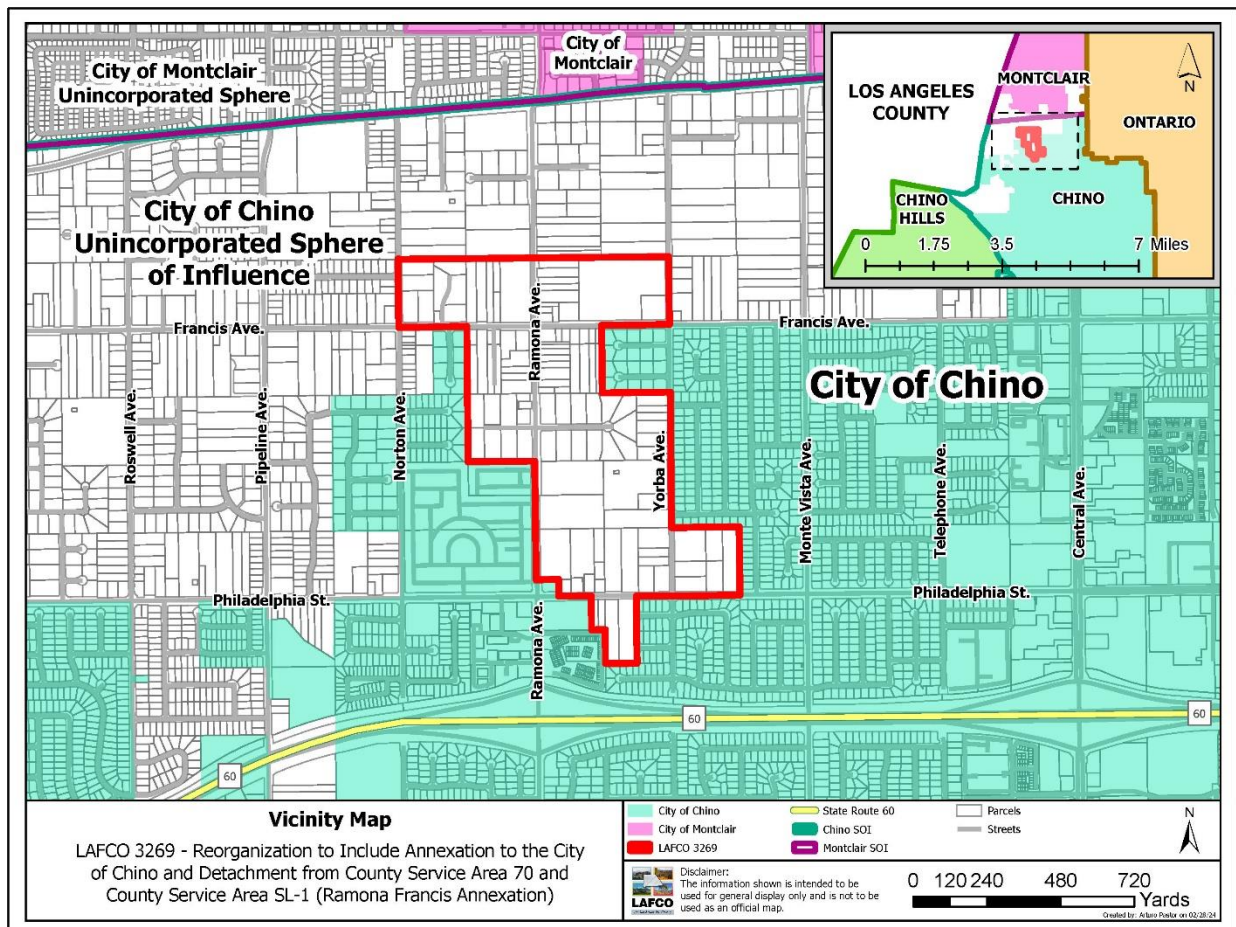 City of Montclair
Unincorporated Sphere
City of
Montclair
City of Chino
Unincorporated Sphere
of Influence
LOS ANGELES
COUNTY
MONTCLAIR
N
ONTARIO
CHINO
HILLS
CHINO
0 1.75 3.5 7 Miles
Francis Ave.
Ramona Ave.
Francis Ave.
City of Chino
Roswell Ave.
Pipeline Ave.
Norton Ave.
Yorba Ave.
Monte Vista Ave.
Telephone Ave.
Central Ave.
Philadelphia St.
Philadelphia St.
Ramona Ave.
60
60
60
Vicinity Map
LAFCO 3269 - Reorganization to Include Annexation to the City
of Chino and Detachment from County Service Area 70 and
County Service Area SL-1 (Ramona Francis Annexation)
City of Chino
City of Montclair
LAFCO 3269
State Route 60
Chino SOI
Montclair SOI
Parcels
Streets
N
LAFCO
Disclaimer:
The information shown is intended to be
used for general display only and is not to be
used as an official map.
0 120 240 480 720
Yards
Created by: Arturo Pastor on 02/28/24